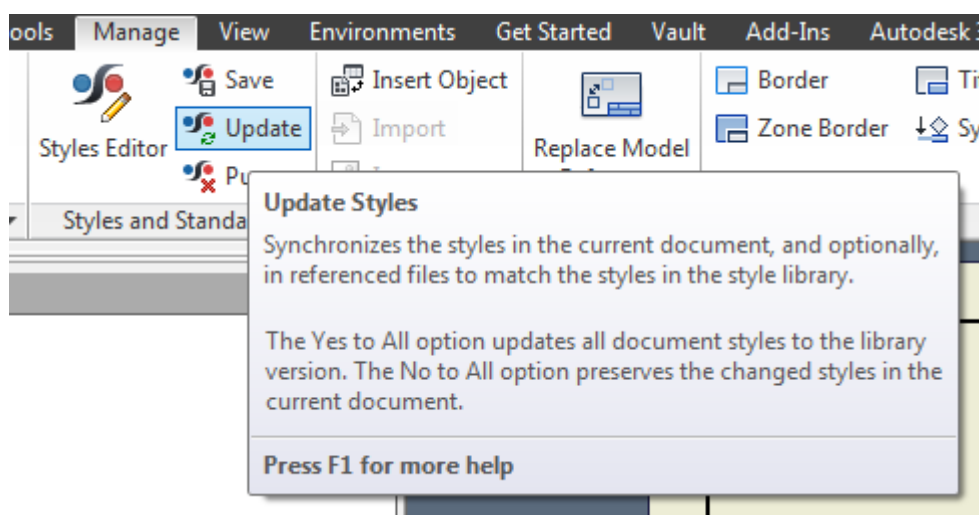 ools Manage View Environments Get Started Vault Add-Ins Autodesk
Save Insert Object Border
Styles Editor Update Import Replace Model Zone Border
Styles and Standa
Update Styles
Synchronizes the styles in the current document, and optionally,
in referenced files to match the styles in the style library.
The Yes to All option updates all document styles to the library
version. The No to All option preserves the changed styles in the
current document.
Press F1 for more help